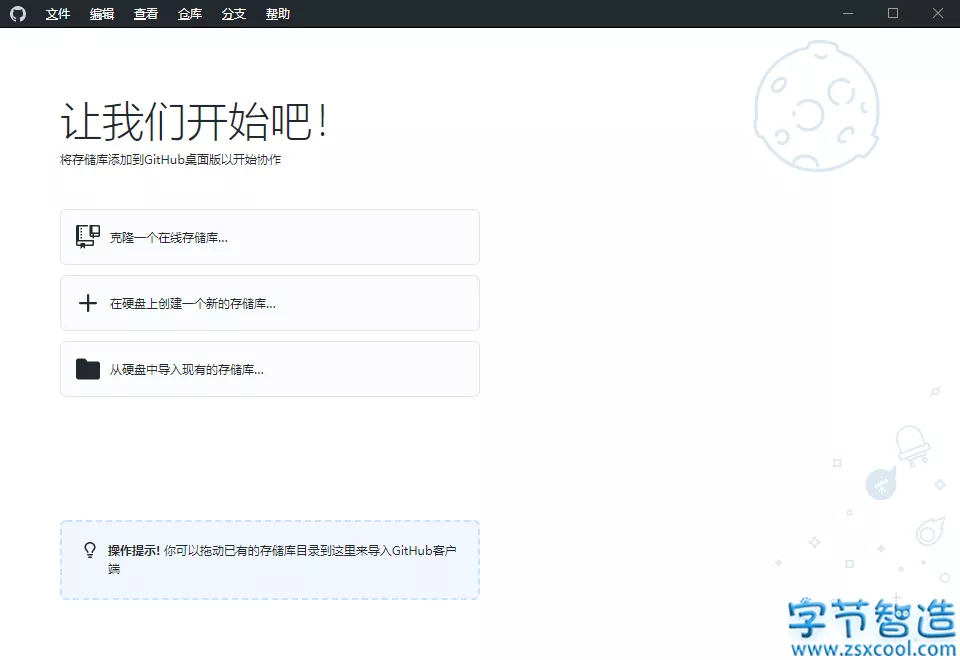 文件 编辑 查看 仓库 分支 帮助
让我们开始吧!
将存储库添加到GitHub桌面版以开始协作
克隆一个在线存储库...
在硬盘上创建一个新的存储库...
从硬盘中导入现有的存储库...
操作提示! 你可以拖动已有的存储库目录到这里来导入GitHub客户
端
字节智造
www.zsxcool.com